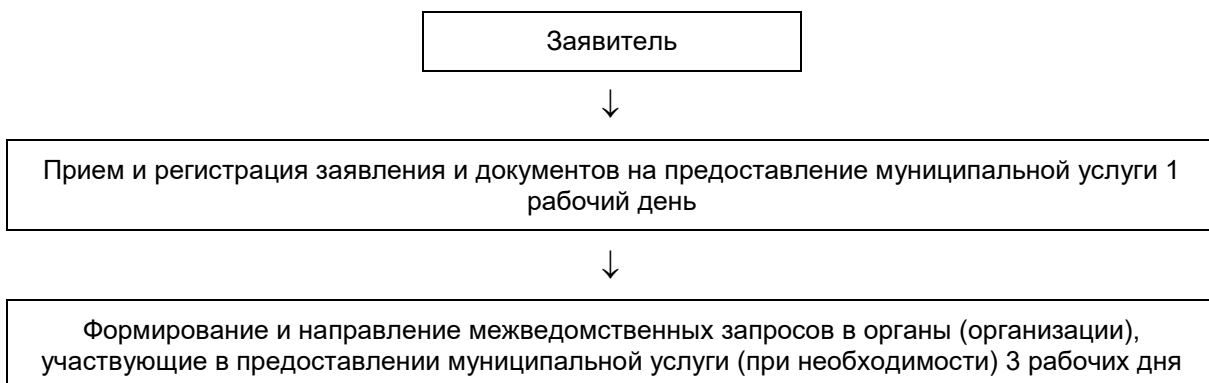 Заявитель
↓
Прием и регистрация заявления и документов на предоставление муниципальной услуги 1
рабочий день
↓
Формирование и направление межведомственных запросов в органы (организации),
участвующие в предоставлении муниципальной услуги (при необходимости) 3 рабочих дня